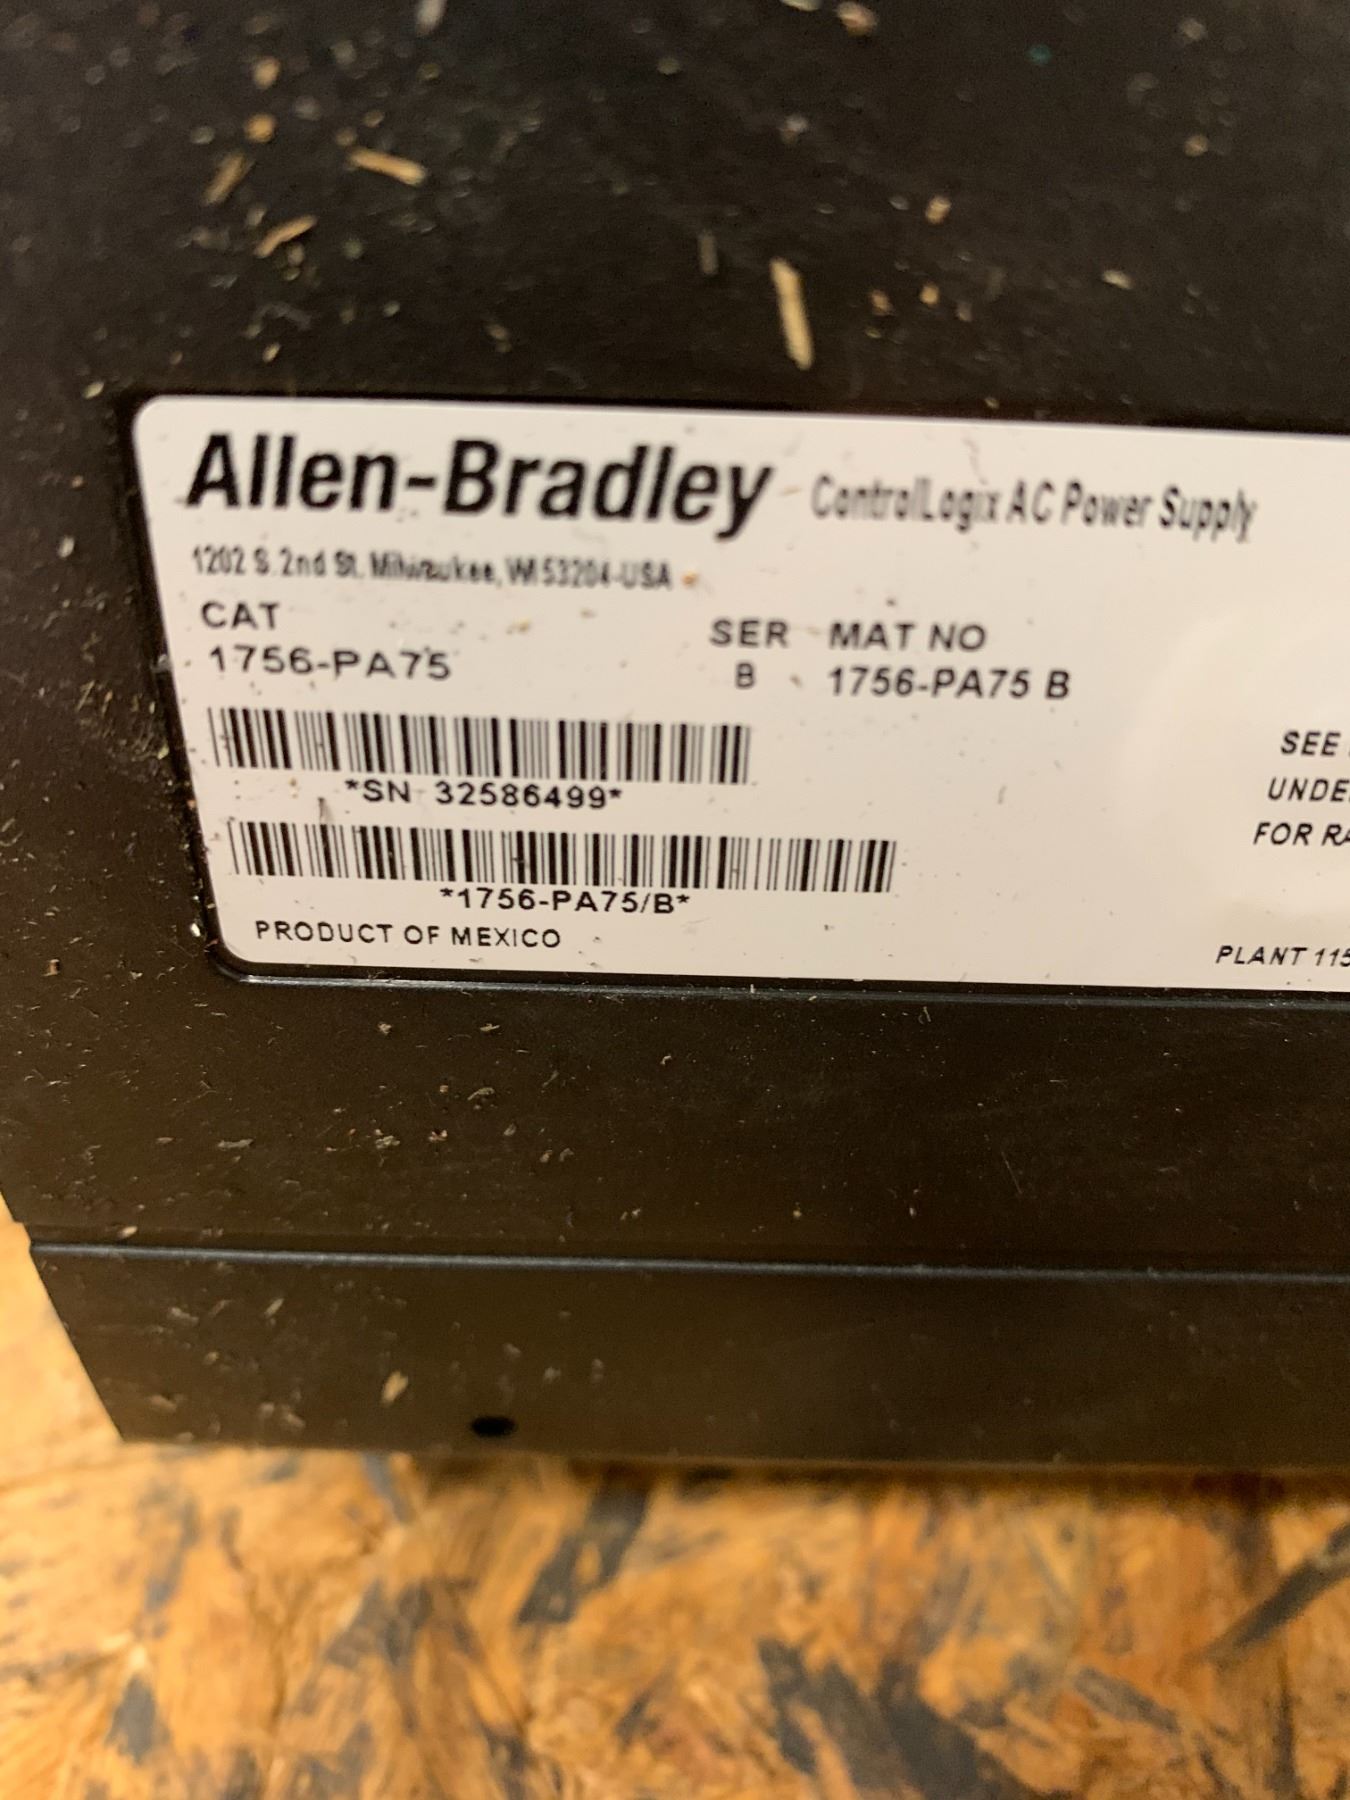 Allen-Bradley ControlLogix AC Power Supply
1202 S. 2nd St. Milwaukee, WI 53204-USA
CAT SER MAT NO
1756-PA75 B 1756-PA75 B
*SN 32586499*
*1756-PA75/B*
PRODUCT OF MEXICO
SEE
UNDE
FOR RA
PLANT 115